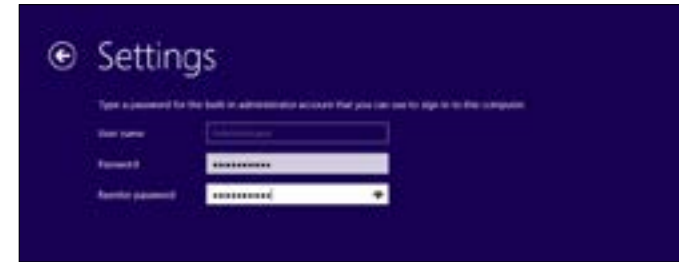 Settings
Type a password for the built-in administrator account that you can use to sign in to this computer.
User name
Administrator
Password
••••••••••
Reenter password
••••••••••